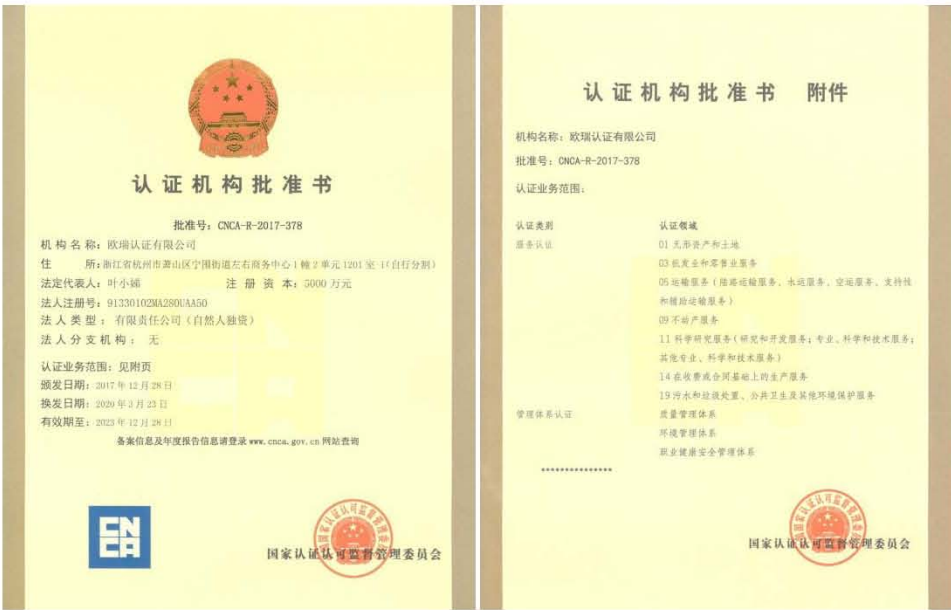 认证机构批准书
批准号：CNCA-R-2017-378
机构名称：欧瑞认证有限公司
住 所：浙江省杭州市萧山区宁围街道左右商务中心1幢2单元1201室-1(自行分割)
法定代表人：叶小娣 注册资本：5000万元
法人注册号：91330102MA280UAA50
法人类型：有限责任公司（自然人独资）
法人分支机构：无
认证业务范围：见附页
颁发日期：2017年12月28日
换发日期：2020年3月23日
有效期至：2023年12月28日
备案信息及年度报告信息请登录www.cnca.gov.cn网站查询
CNCA
国家认证认可监督管理委员会
认证机构批准书 附件
机构名称：欧瑞认证有限公司
批准号：CNCA-R-2017-378
认证业务范围：
认证类别 认证领域
服务认证 01 无形资产和土地
03批发业和零售业服务
05运输服务（陆路运输服务、水运服务、空运服务、支持性
和辅助运输服务）
09不动产服务
11科学研究服务（研究和开发服务；专业、科学和技术服务；
其他专业、科学和技术服务）
14在收费或合同基础上的生产服务
19污水和垃圾处置、公共卫生及其他环境保护服务
管理体系认证 质量管理体系
环境管理体系
职业健康安全管理体系
***************
国家认证认可监督管理委员会